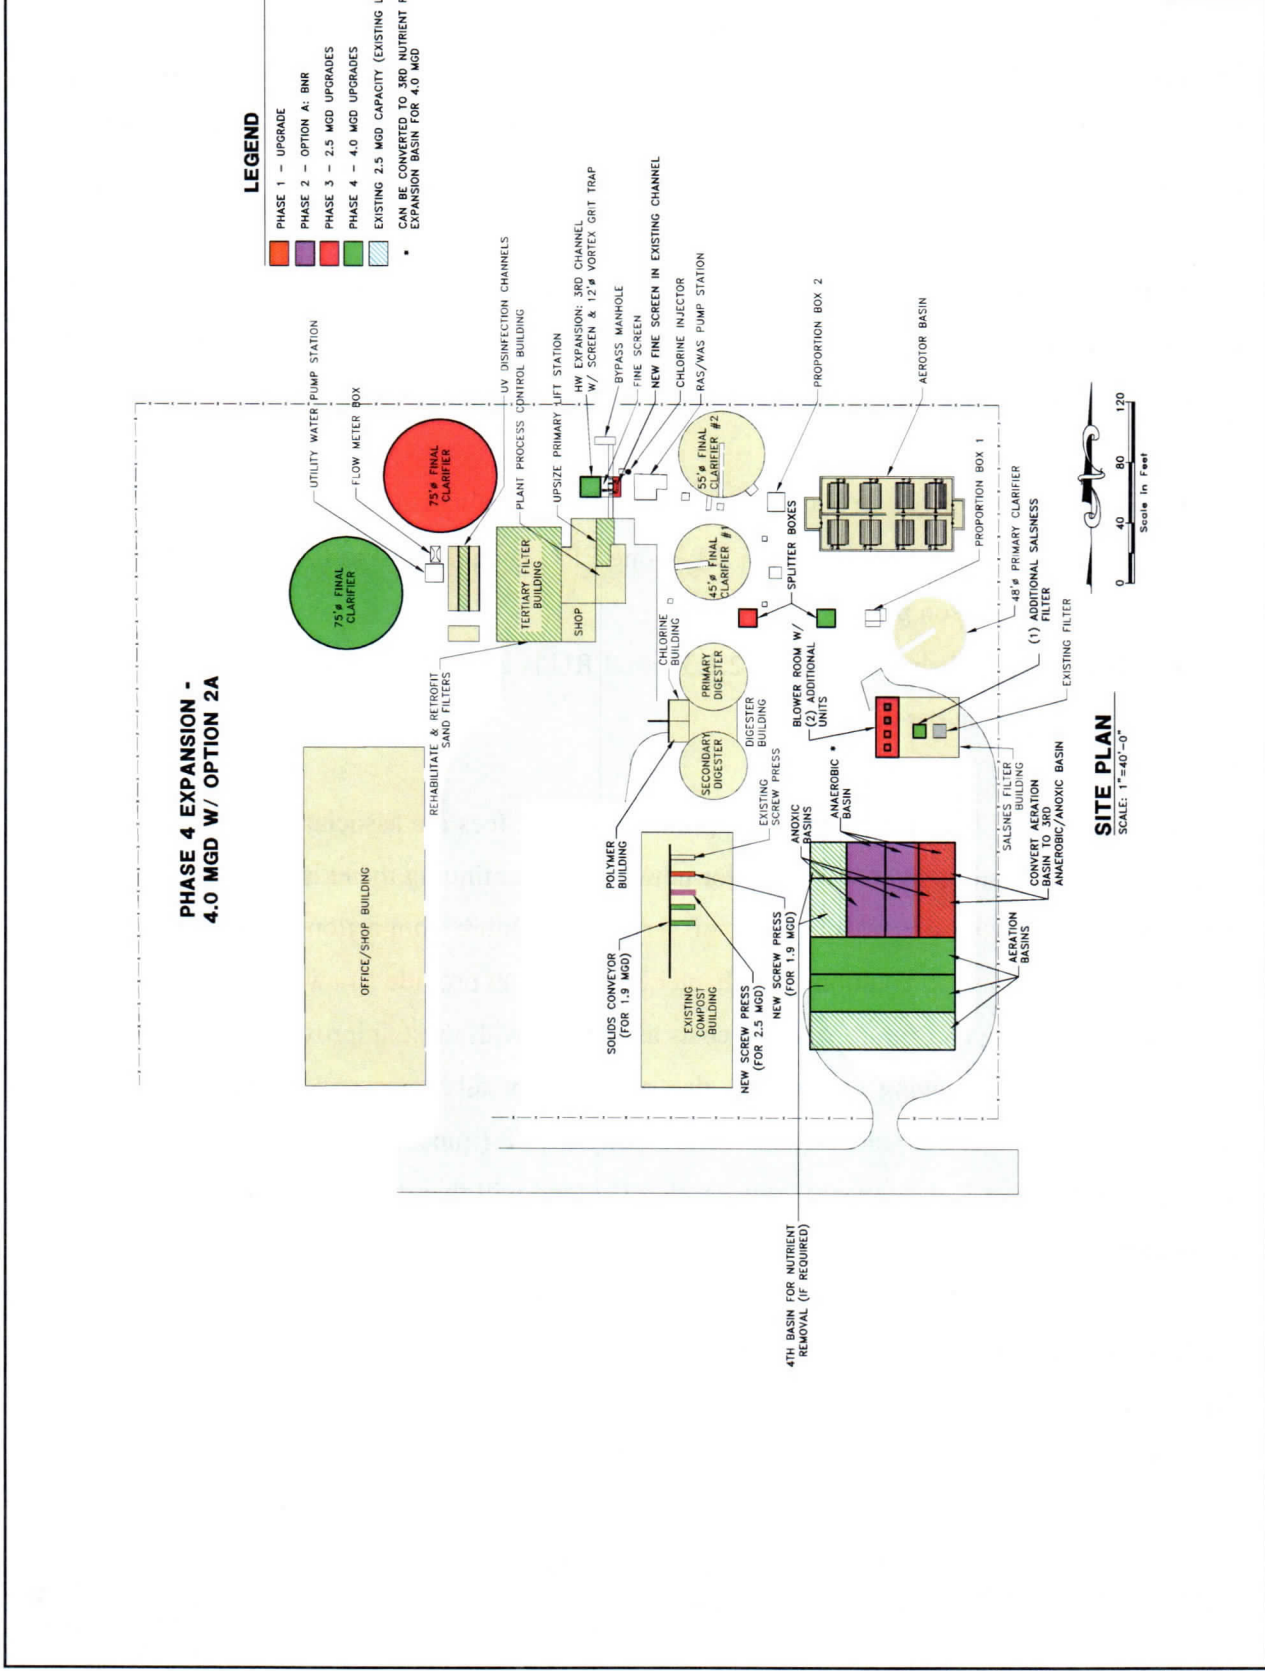 PHASE 4 EXPANSION -
4.0 MGD W/ OPTION 2A
LEGEND
PHASE 1 - UPGRADE
PHASE 2 - OPTION A: BNR
PHASE 3 - 2.5 MGD UPGRADES
PHASE 4 - 4.0 MGD UPGRADES
EXISTING 2.5 MGD CAPACITY (EXISTING
* CAN BE CONVERTED TO 3RD NUTRIENT
EXPANSION BASIN FOR 4.0 MGD
UTILITY WATER PUMP STATION
FLOW METER BOX
75'ø FINAL
CLARIFIER
75'ø FINAL
CLARIFIER
UV DISINFECTION CHANNELS
PLANT PROCESS CONTROL BUILDING
UPSIZE PRIMARY LIFT STATION
HW EXPANSION: 3RD CHANNEL
W/ SCREEN & 12'ø VORTEX GRIT TRAP
BYPASS MANHOLE
FINE SCREEN
NEW FINE SCREEN IN EXISTING CHANNEL
CHLORINE INJECTOR
RAS/WAS PUMP STATION
OFFICE/SHOP BUILDING
REHABILITATE & RETROFIT
SAND FILTERS
TERTIARY FILTER
BUILDING
SHOP
CHLORINE
BUILDING
45'ø FINAL
CLARIFIER #1
55'ø FINAL
CLARIFIER #2
PROPORTION BOX 2
POLYMER
BUILDING
SECONDARY
DIGESTER
PRIMARY
DIGESTER
DIGESTER
BUILDING
SPLITTER BOXES
AEROTOR BASIN
SOLIDS CONVEYOR
(FOR 1.9 MGD)
EXISTING
COMPOST
BUILDING
EXISTING
SCREW PRESS
NEW SCREW PRESS
(FOR 2.5 MGD)
NEW SCREW PRESS
(FOR 1.9 MGD)
BLOWER ROOM W/
(2) ADDITIONAL
UNITS
ANOXIC
BASINS
ANAEROBIC *
BASIN
PROPORTION BOX 1
48'ø PRIMARY CLARIFIER
(1) ADDITIONAL SALSNESS
FILTER
EXISTING FILTER
SALSNES FILTER
BUILDING
CONVERT AERATION
BASIN TO 3RD
ANAEROBIC/ANOXIC BASIN
AERATION
BASINS
4TH BASIN FOR NUTRIENT
REMOVAL (IF REQUIRED)
SITE PLAN
SCALE: 1"=40'-0"
0 40 80 120
Scale In Feet